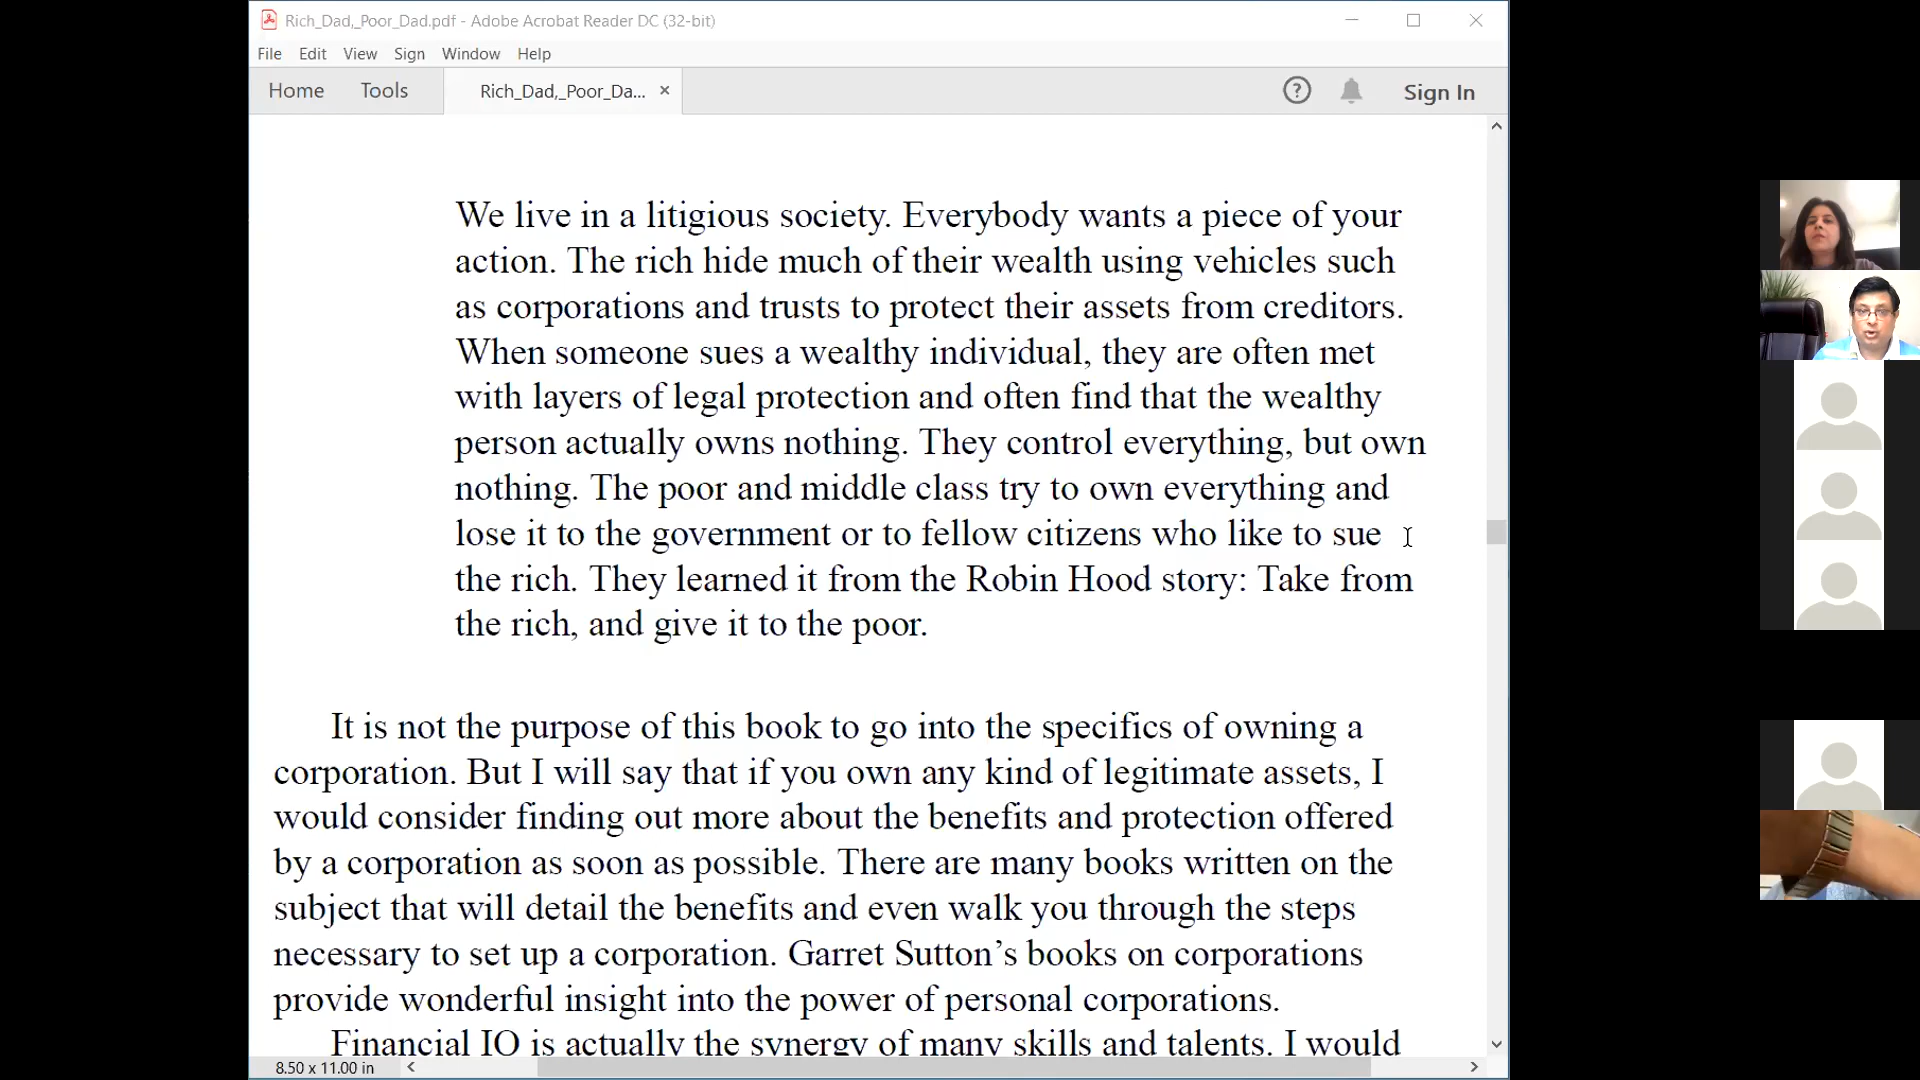 Rich_Dad,_Poor_Dad.pdf - Adobe Acrobat Reader DC (32-bit)
File Edit View Sign Window Help
Home Tools Rich_Dad,_Poor_Da... × Sign In
We live in a litigious society. Everybody wants a piece of your
action. The rich hide much of their wealth using vehicles such
as corporations and trusts to protect their assets from creditors.
When someone sues a wealthy individual, they are often met
with layers of legal protection and often find that the wealthy
person actually owns nothing. They control everything, but own
nothing. The poor and middle class try to own everything and
lose it to the government or to fellow citizens who like to sue
the rich. They learned it from the Robin Hood story: Take from
the rich, and give it to the poor.
It is not the purpose of this book to go into the specifics of owning a
corporation. But I will say that if you own any kind of legitimate assets, I
would consider finding out more about the benefits and protection offered
by a corporation as soon as possible. There are many books written on the
subject that will detail the benefits and even walk you through the steps
necessary to set up a corporation. Garret Sutton’s books on corporations
provide wonderful insight into the power of personal corporations.
Financial IQ is actually the synergy of many skills and talents. I would
8.50 x 11.00 in